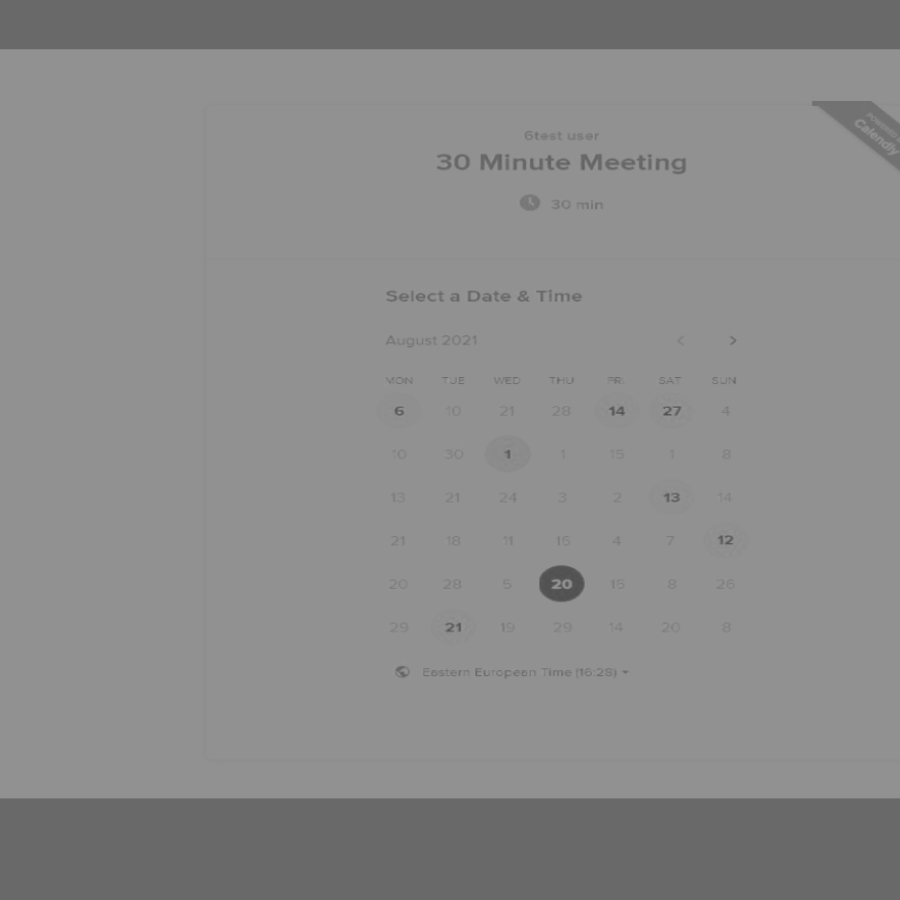 6test user
30 Minute Meeting
30 min
POWERED
Calendly
Select a Date & Time
August 2021
MON TUE WED THU FRI SAT SUN
6 10 21 28 14 27 4
10 30 1 1 15 1 8
13 21 24 3 2 13 14
21 18 11 16 4 7 12
20 28 5 20 16 8 26
29 21 19 29 14 20 8
Eastern European Time (16:28)